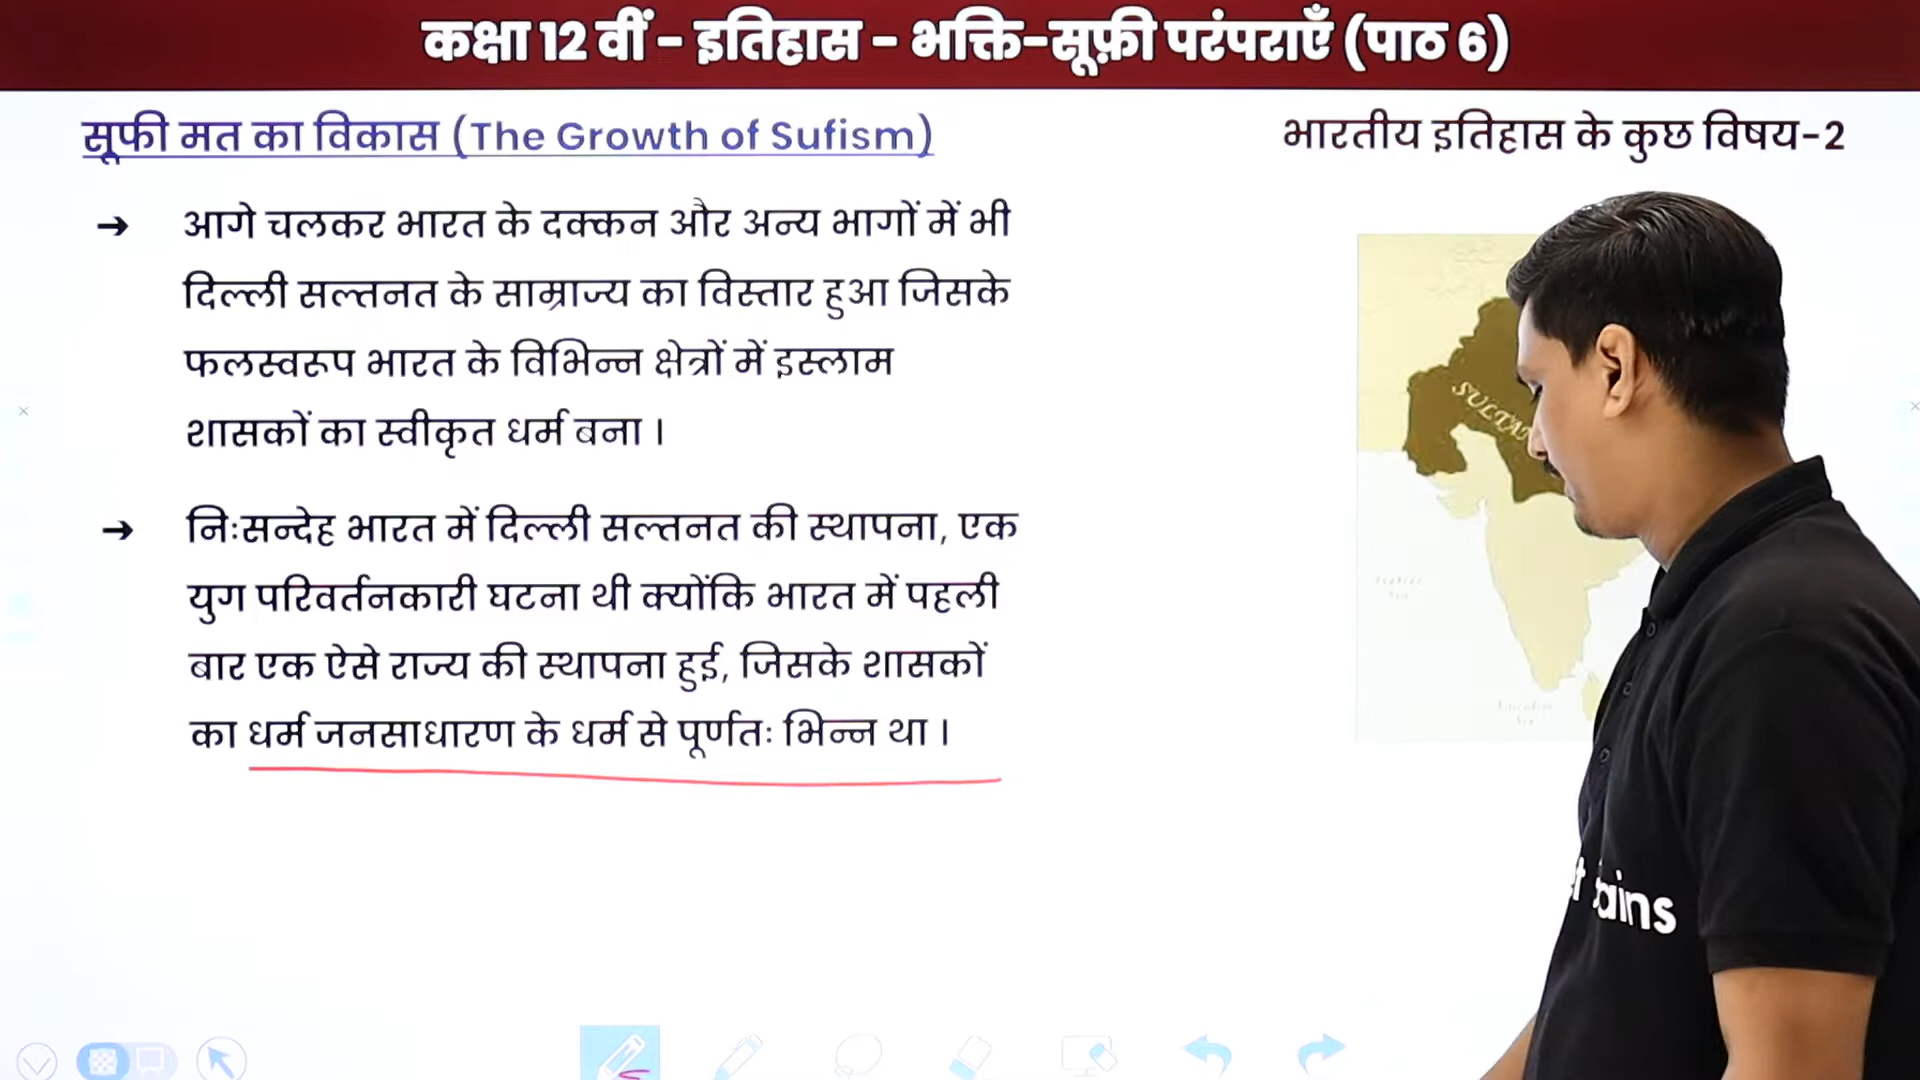 कक्षा 12 वीं - इतिहास - भक्ति-सूफ़ी परंपराएँ (पाठ 6)
सूफी मत का विकास (The Growth of Sufism)
भारतीय इतिहास के कुछ विषय-2
→ आगे चलकर भारत के दक्कन और अन्य भागों में भी
दिल्ली सल्तनत के साम्राज्य का विस्तार हुआ जिसके
फलस्वरूप भारत के विभिन्न क्षेत्रों में इस्लाम
शासकों का स्वीकृत धर्म बना ।
→ निःसन्देह भारत में दिल्ली सल्तनत की स्थापना, एक
युग परिवर्तनकारी घटना थी क्योंकि भारत में पहली
बार एक ऐसे राज्य की स्थापना हुई, जिसके शासकों
का धर्म जनसाधारण के धर्म से पूर्णतः भिन्न था ।